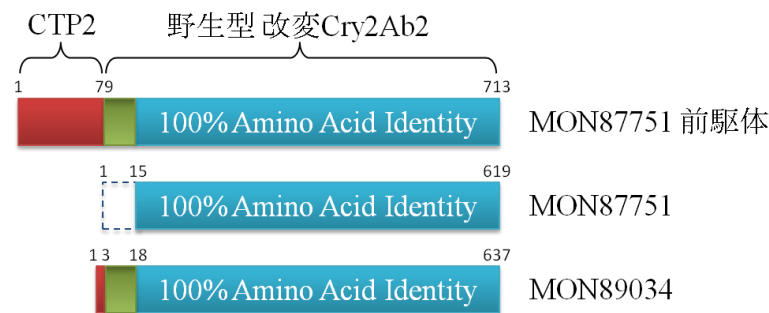 CTP2 野生型 改変Cry2Ab2
1 79 713
100% Amino Acid Identity MON87751 前駆体
1 15 619
100% Amino Acid Identity MON87751
1 3 18 637
100% Amino Acid Identity MON89034